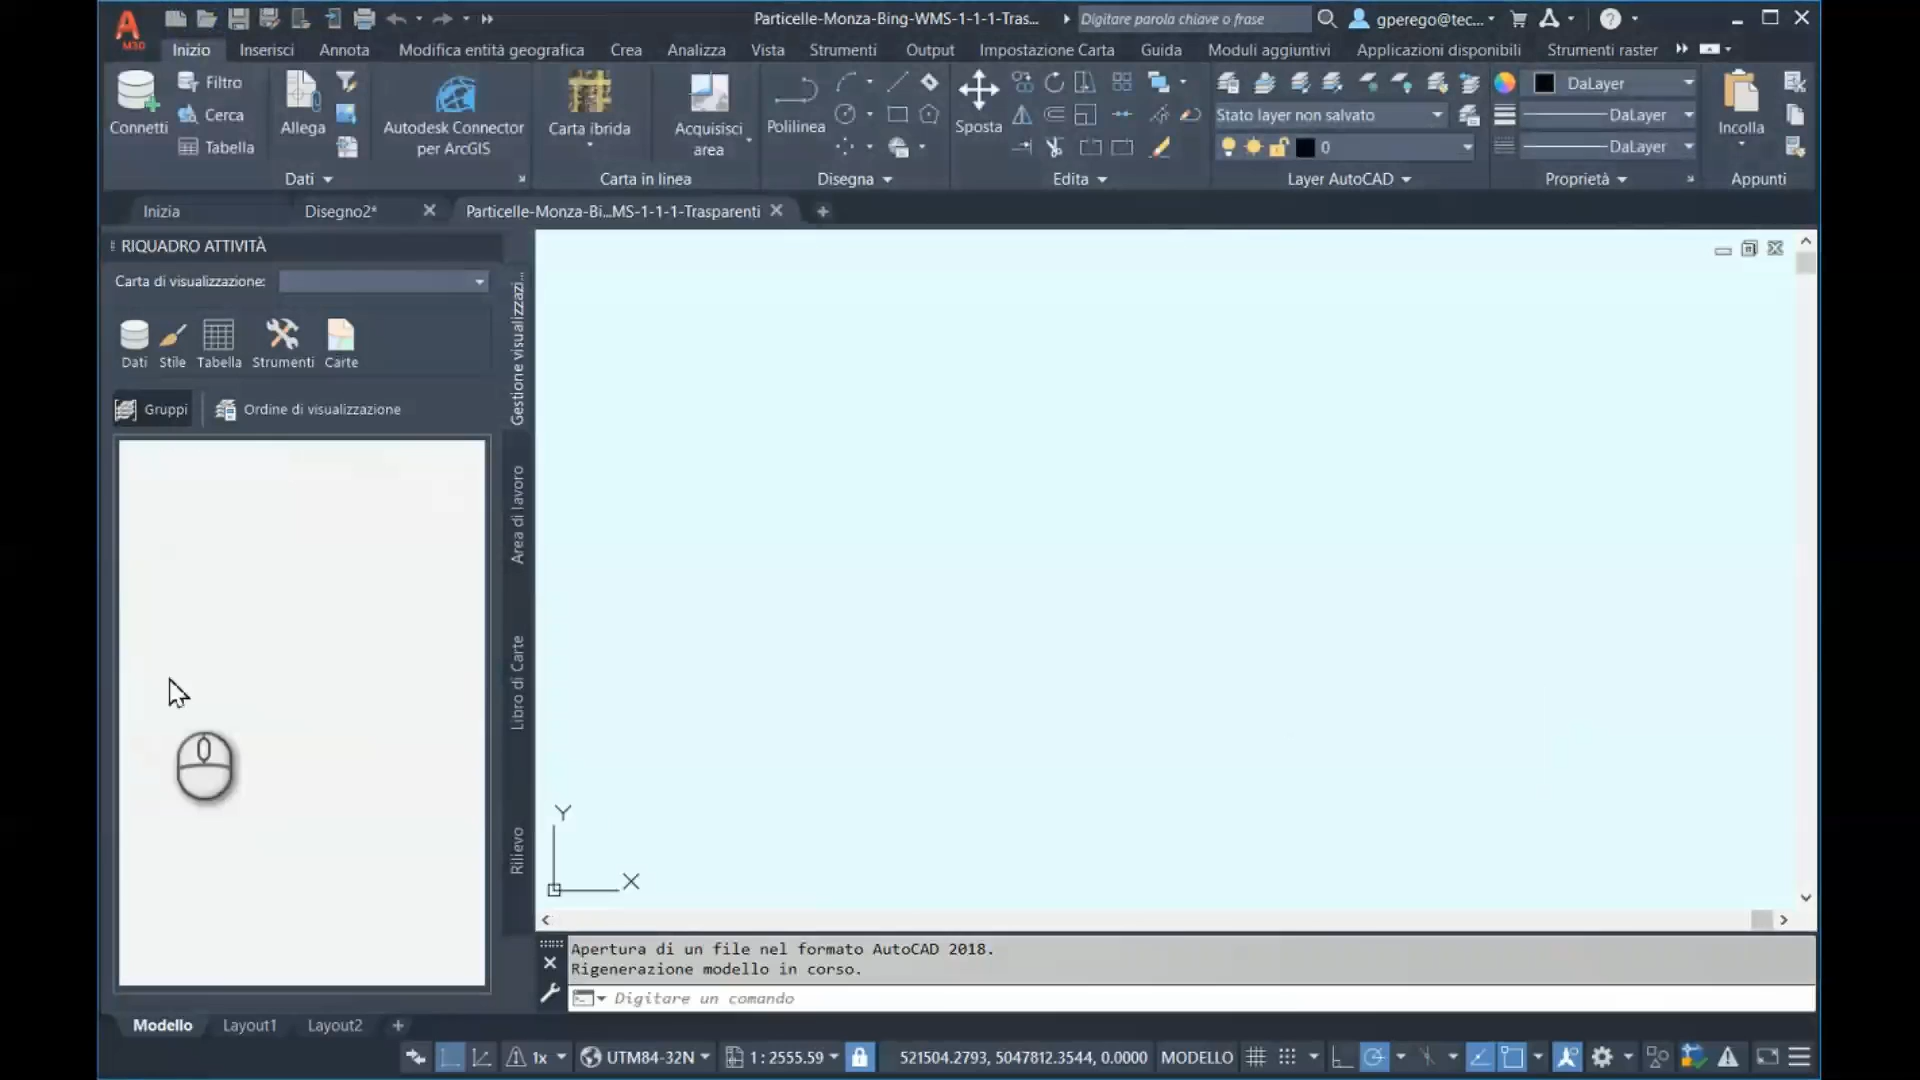 Particelle-Monza-Bing-WMS-1-1-1-Tras...
Digitare parola chiave o frase
gperego@tec...
M3D
Inizio Inserisci Annota Modifica entità geografica Crea Analizza Vista Strumenti Output Impostazione Carta Guida Moduli aggiuntivi Applicazioni disponibili Strumenti raster
Connetti
Filtro
Cerca
Tabella
Allega
Autodesk Connector
per ArcGIS
Carta ibrida
Acquisisci
area
Polilinea
Sposta
Stato layer non salvato
0
DaLayer
DaLayer
DaLayer
Incolla
Dati
Carta in linea
Disegna
Edita
Layer AutoCAD
Proprietà
Appunti
Inizia
Disegno2*
Particelle-Monza-Bi...MS-1-1-1-Trasparenti
RIQUADRO ATTIVITÀ
Carta di visualizzazione:
Dati Stile Tabella Strumenti Carte
Gruppi
Ordine di visualizzazione
Gestione visualizzazi...
Area di lavoro
Libro di Carte
Rilievo
Y
X
Apertura di un file nel formato AutoCAD 2018.
Rigenerazione modello in corso.
Digitare un comando
Modello Layout1 Layout2
1x
UTM84-32N
1 : 2555.59
521504.2793, 5047812.3544, 0.0000
MODELLO